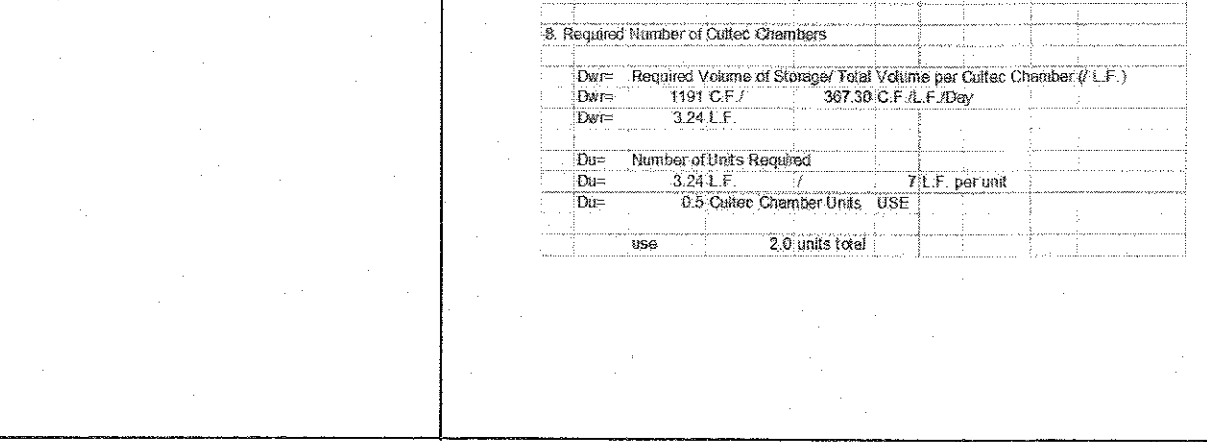 8. Required Number of Cultec Chambers
Dwr= Required Volume of Storage/ Total Volume per Cultec Chamber (/ L.F.)
Dwr= 1191 C.F./ 367.30 C.F./L.F./Day
Dwr= 3.24 L.F.
Du= Number of Units Required
Du= 3.24 L.F. / 7 L.F. per unit
Du= 0.5 Cultec Chamber Units USE
use 2.0 units total